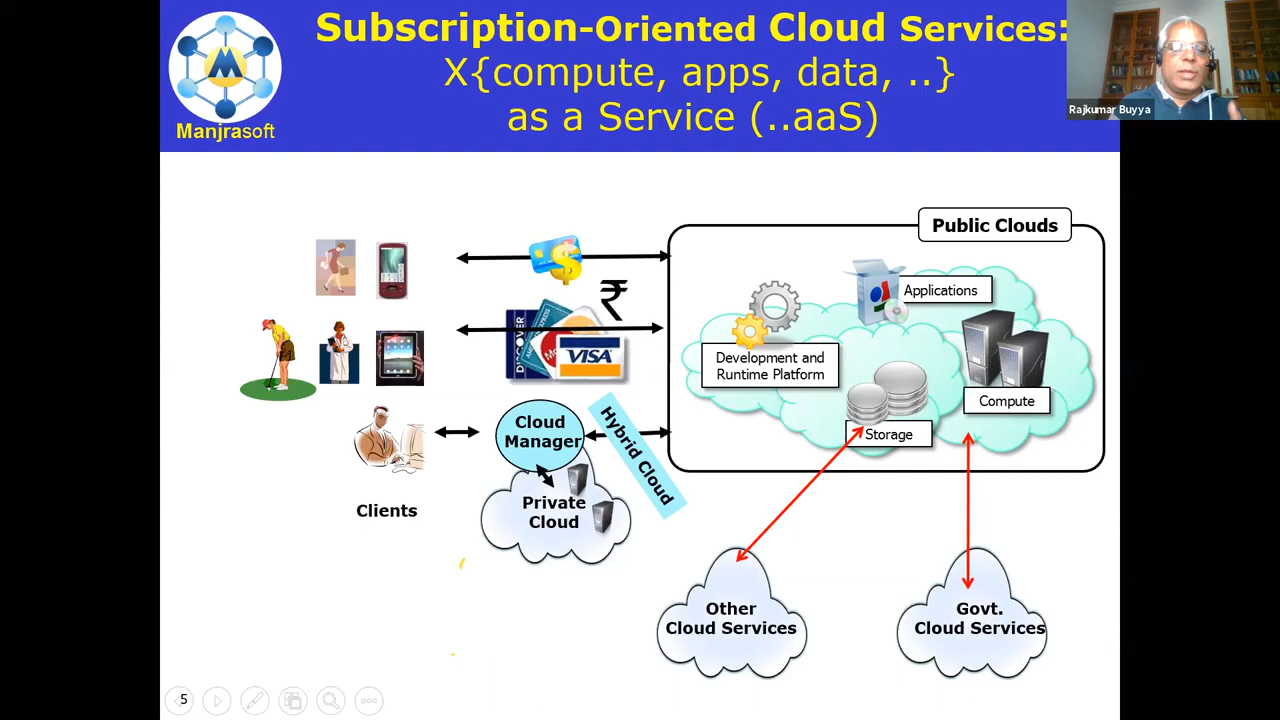 Subscription-Oriented Cloud Services:
X{compute, apps, data, ..}
as a Service (..aaS)
Manjrasoft
Rajkumar Buyya
Public Clouds
₹
Applications
DISCOVER
VISA
Development and
Runtime Platform
Compute
Storage
Cloud
Manager
Hybrid Cloud
Private
Cloud
Clients
Other
Cloud Services
Govt.
Cloud Services
5